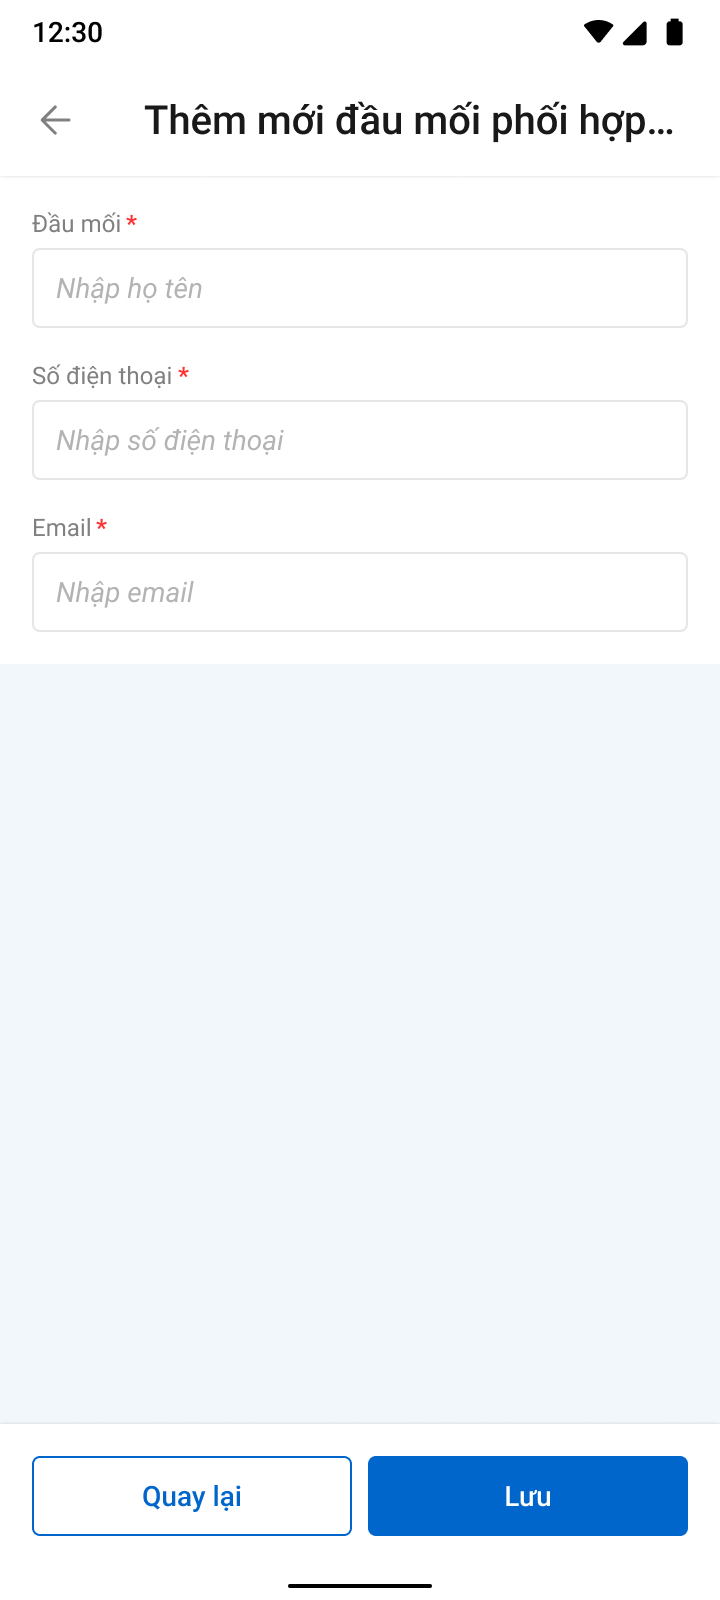 12:30
Thêm mới đầu mối phối hợp...
Đầu mối *
Nhập họ tên
Số điện thoại *
Nhập số điện thoại
Email *
Nhập email
Quay lại
Lưu